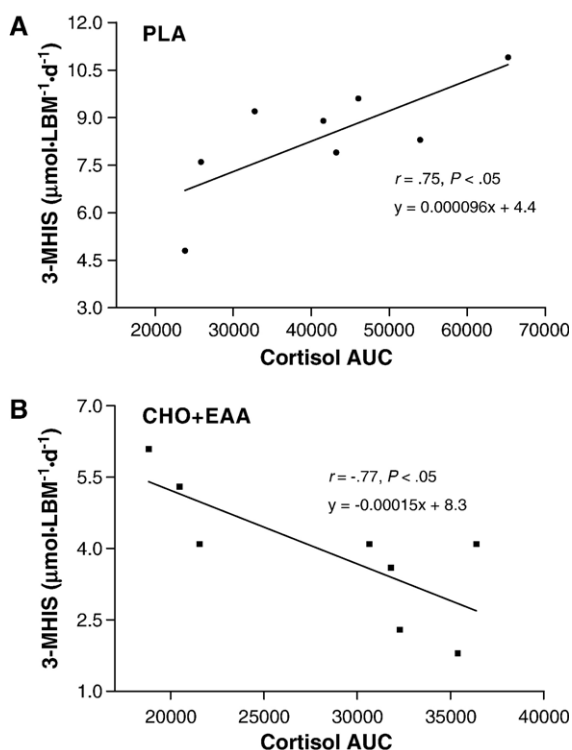 A
PLA
12.0
10.5
9.0
7.5
6.0
4.5
3.0
3-MHIS (μmol·LBM⁻¹·d⁻¹)
r = .75, P < .05
y = 0.000096x + 4.4
20000 30000 40000 50000 60000 70000
Cortisol AUC
B
CHO+EAA
7.0
5.5
4.0
2.5
1.0
3-MHIS (μmol·LBM⁻¹·d⁻¹)
r = -.77, P < .05
y = -0.00015x + 8.3
20000 25000 30000 35000 40000
Cortisol AUC